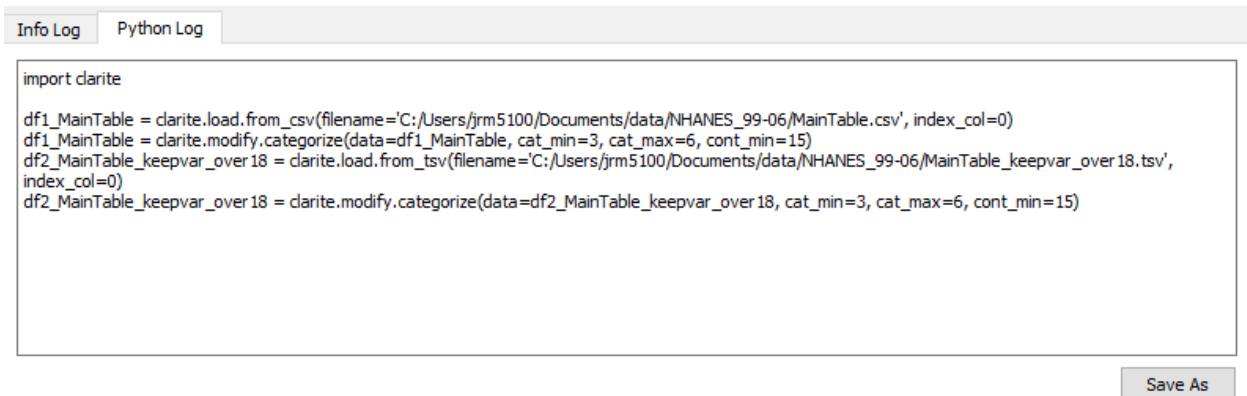 Info Log
Python Log
import clarite
df1_MainTable = clarite.load.from_csv(filename='C:/Users/jrm5100/Documents/data/NHANES_99-06/MainTable.csv', index_col=0)
df1_MainTable = clarite.modify.categorize(data=df1_MainTable, cat_min=3, cat_max=6, cont_min=15)
df2_MainTable_keepvar_over18 = clarite.load.from_tsv(filename='C:/Users/jrm5100/Documents/data/NHANES_99-06/MainTable_keepvar_over18.tsv',
index_col=0)
df2_MainTable_keepvar_over18 = clarite.modify.categorize(data=df2_MainTable_keepvar_over18, cat_min=3, cat_max=6, cont_min=15)
Save As